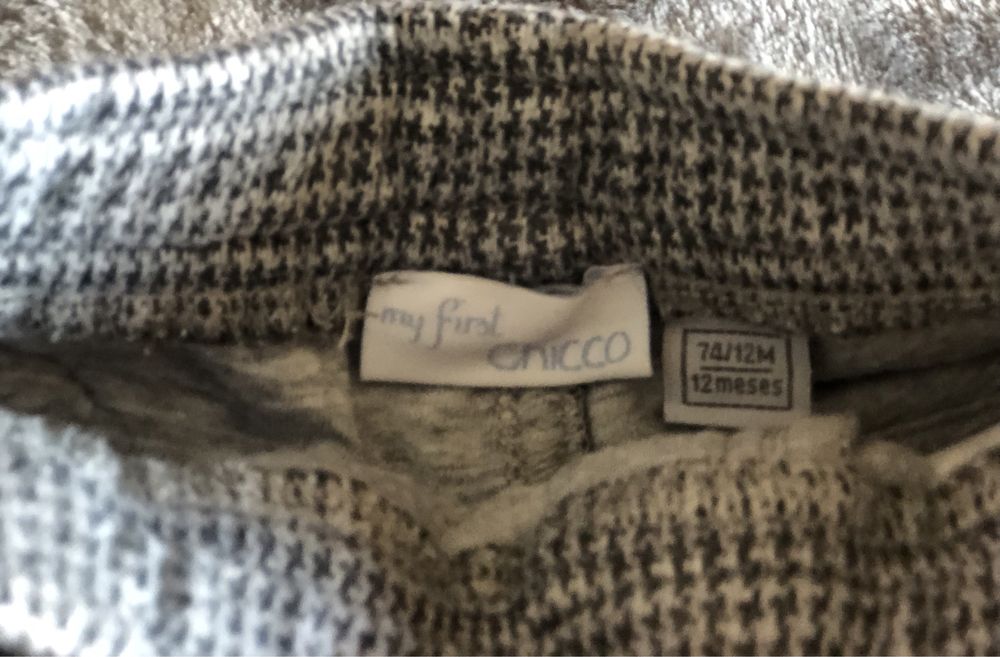 my first
chicco
74/12M
12meses